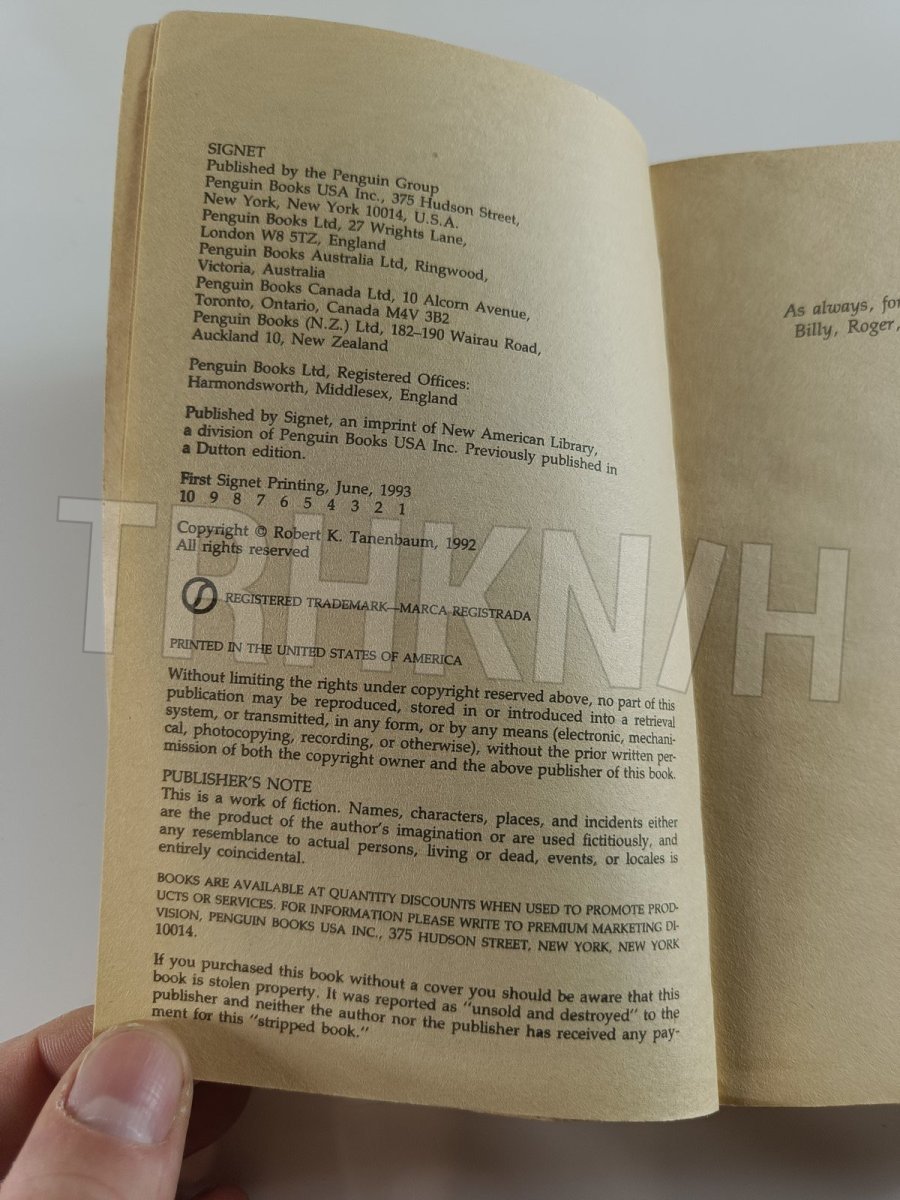 SIGNET
Published by the Penguin Group
Penguin Books USA Inc., 375 Hudson Street,
New York, New York 10014, U.S.A.
Penguin Books Ltd, 27 Wrights Lane,
London W8 5TZ, England
Penguin Books Australia Ltd, Ringwood,
Victoria, Australia
Penguin Books Canada Ltd, 10 Alcorn Avenue,
Toronto, Ontario, Canada M4V 3B2
Penguin Books (N.Z.) Ltd, 182–190 Wairau Road,
Auckland 10, New Zealand
Penguin Books Ltd, Registered Offices:
Harmondsworth, Middlesex, England
Published by Signet, an imprint of New American Library,
a division of Penguin Books USA Inc. Previously published in
a Dutton edition.
First Signet Printing, June, 1993
10 9 8 7 6 5 4 3 2 1
Copyright © Robert K. Tanenbaum, 1992
All rights reserved
REGISTERED TRADEMARK—MARCA REGISTRADA
PRINTED IN THE UNITED STATES OF AMERICA
Without limiting the rights under copyright reserved above, no part of this
publication may be reproduced, stored in or introduced into a retrieval
system, or transmitted, in any form, or by any means (electronic, mechani-
cal, photocopying, recording, or otherwise), without the prior written per-
mission of both the copyright owner and the above publisher of this book.
PUBLISHER'S NOTE
This is a work of fiction. Names, characters, places, and incidents either
are the product of the author's imagination or are used fictitiously, and
any resemblance to actual persons, living or dead, events, or locales is
entirely coincidental.
BOOKS ARE AVAILABLE AT QUANTITY DISCOUNTS WHEN USED TO PROMOTE PROD-
UCTS OR SERVICES. FOR INFORMATION PLEASE WRITE TO PREMIUM MARKETING DI-
VISION, PENGUIN BOOKS USA INC., 375 HUDSON STREET, NEW YORK, NEW YORK
10014.
If you purchased this book without a cover you should be aware that this
book is stolen property. It was reported as "unsold and destroyed" to the
publisher and neither the author nor the publisher has received any pay-
ment for this "stripped book."
As always, for
Billy, Roger,
TRHKN/H